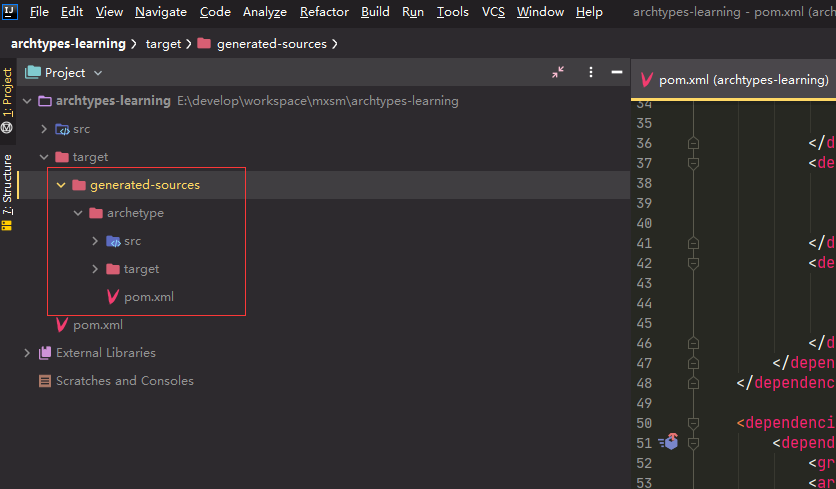 File Edit View Navigate Code Analyze Refactor Build Run Tools VCS Window Help archtypes-learning - pom.xml (arch
archtypes-learning target generated-sources
1: Project
7: Structure
Project
archtypes-learning E:\develop\workspace\mxsm\archtypes-learning
src
target
generated-sources
archetype
src
target
pom.xml
pom.xml
External Libraries
Scratches and Consoles
pom.xml (archtypes-learning)
34
35
36 </d
37 <de
38
39
40
41 </d
42 <de
43
44
45
46 </d
47 </depen
48 </dependenc
49
50 <dependenci
51 <depend
52 <gr
53 <ar